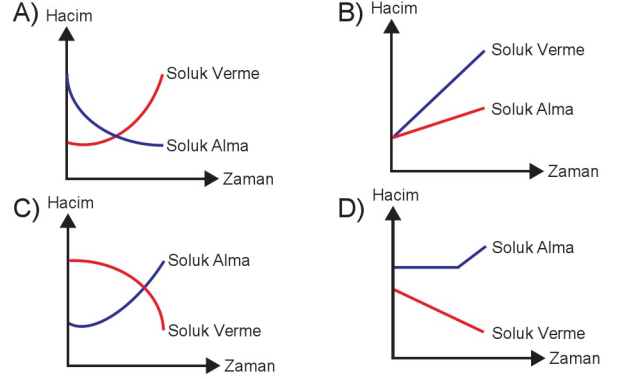 A) Hacim
Soluk Verme
Soluk Alma
Zaman
B) Hacim
Soluk Verme
Soluk Alma
Zaman
C) Hacim
Soluk Alma
Soluk Verme
Zaman
D) Hacim
Soluk Alma
Soluk Verme
Zaman